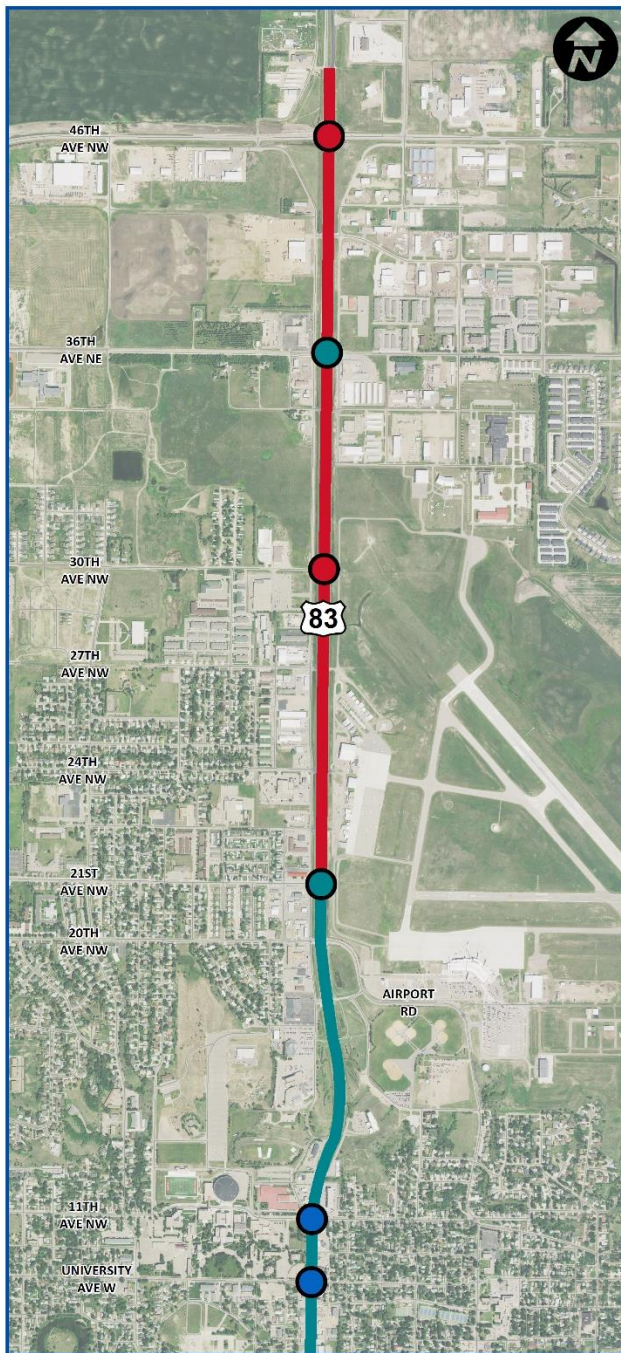 N
46TH
AVE NW
36TH
AVE NE
30TH
AVE NW
83
27TH
AVE NW
24TH
AVE NW
21ST
AVE NW
20TH
AVE NW
AIRPORT
RD
11TH
AVE NW
UNIVERSITY
AVE W